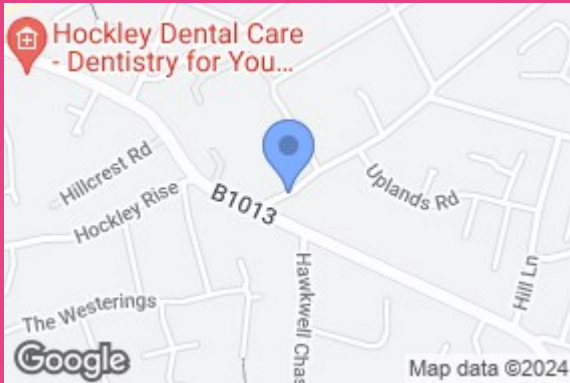 Hockley Dental Care
- Dentistry for You...
Hillcrest Rd
Uplands Rd
Hockley Rise
B1013
Hawkwell Chas
Hill Ln
The Westerings
Google
Map data ©2024